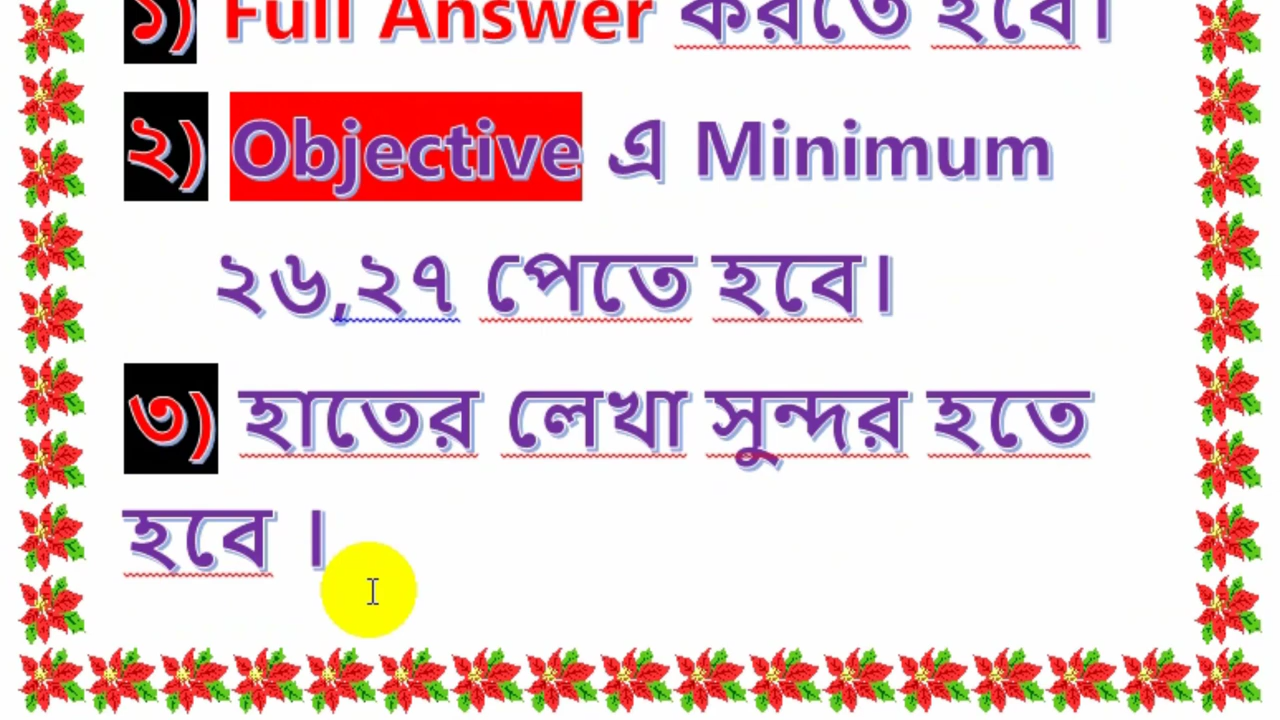 ১) Full Answer করতে হবে।
২) Objective এ Minimum
২৬,২৭ পেতে হবে।
৩) হাতের লেখা সুন্দর হতে
হবে ।